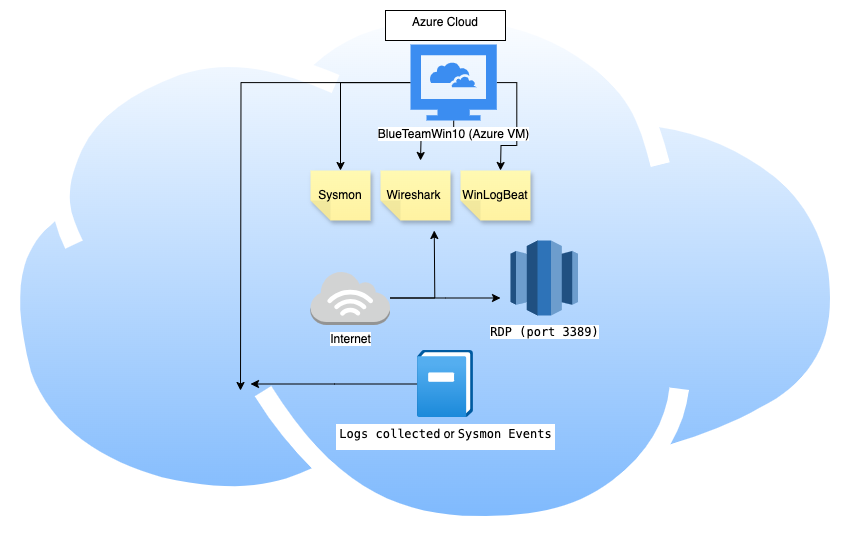 Azure Cloud
BlueTeamWin10 (Azure VM)
Sysmon
Wireshark
WinLogBeat
RDP (port 3389)
Internet
Logs collected or Sysmon Events